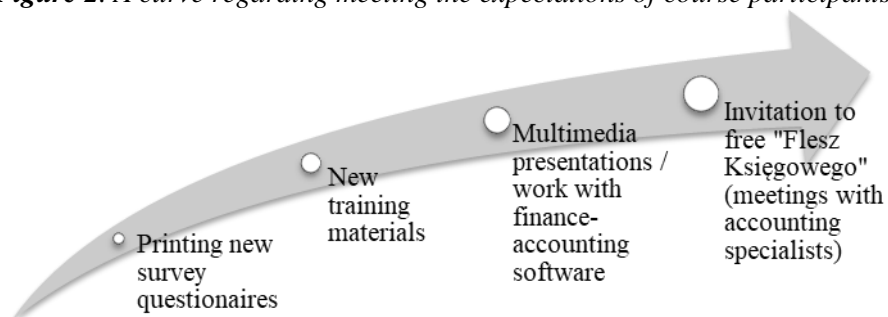 Figure 2. A curve regarding meeting the expectations of course participants
Printing new
survey
questionaires
New
training
materials
Multimedia
presentations /
work with
finance-
accounting
software
Invitation to
free "Flesz
Księgowego"
(meetings with
accounting
specialists)